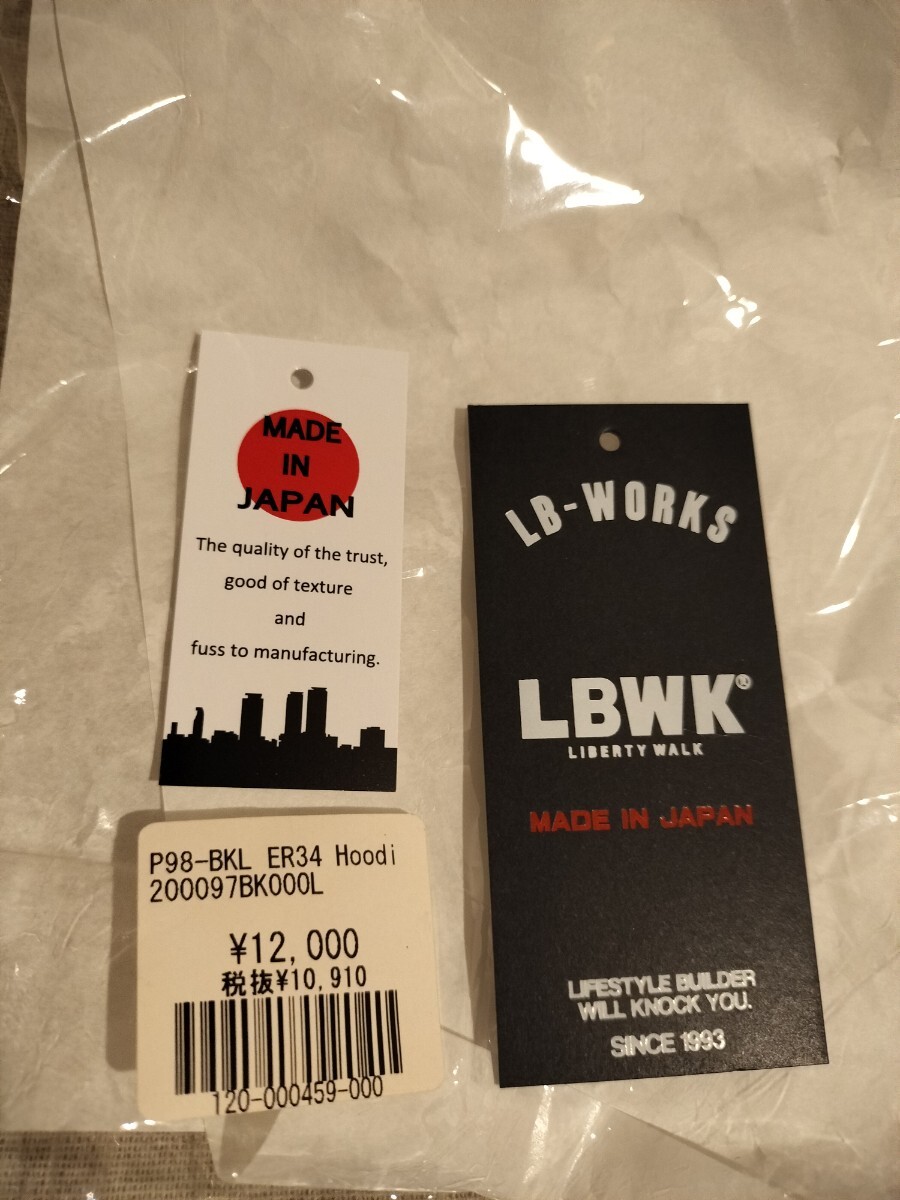 MADE
IN
JAPAN
The quality of the trust,
good of texture
and
fuss to manufacturing.
P98-BKL ER34 Hoodi
200097BK000L
¥12,000
税抜¥10,910
120-000459-000
LB-WORKS
LBWK®
LIBERTY WALK
MADE IN JAPAN
LIFESTYLE BUILDER
WILL KNOCK YOU.
SINCE 1993